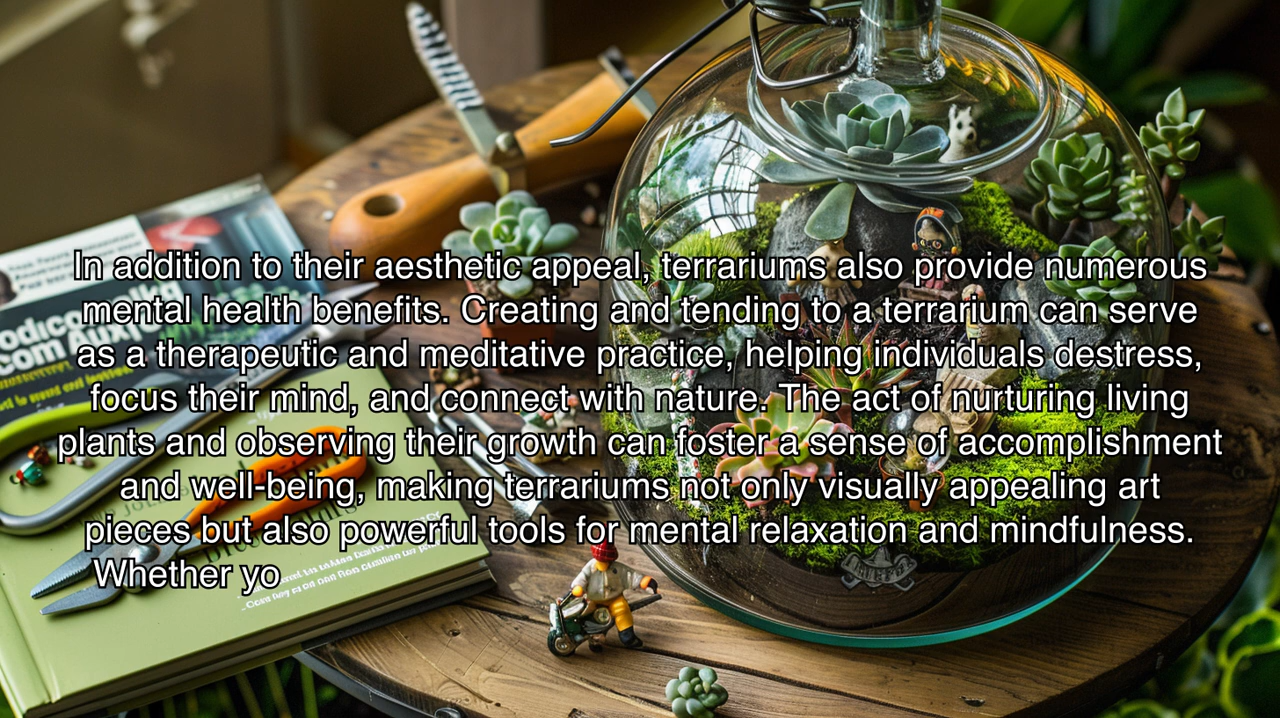 In addition to their aesthetic appeal, terrariums also provide numerous
mental health benefits. Creating and tending to a terrarium can serve
as a therapeutic and meditative practice, helping individuals destress,
focus their mind, and connect with nature. The act of nurturing living
plants and observing their growth can foster a sense of accomplishment
and well-being, making terrariums not only visually appealing art
pieces but also powerful tools for mental relaxation and mindfulness.
Whether yo